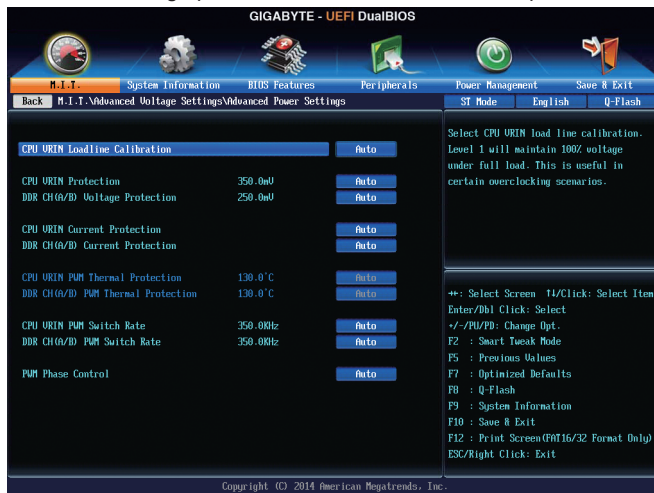 GIGABYTE - UEFI DualBIOS
M.I.T. System Information BIOS Features Peripherals Power Management Save & Exit
Back M.I.T.\Advanced Voltage Settings\Advanced Power Settings ST Mode English Q-Flash
CPU VRIN Loadline Calibration Auto
CPU VRIN Protection 350.0mV Auto
DDR CH(A/B) Voltage Protection 250.0mV Auto
CPU VRIN Current Protection Auto
DDR CH(A/B) Current Protection Auto
CPU VRIN PWM Thermal Protection 130.0°C Auto
DDR CH(A/B) PWM Thermal Protection 130.0°C Auto
CPU VRIN PWM Switch Rate 350.0KHz Auto
DDR CH(A/B) PWM Switch Rate 350.0KHz Auto
PWM Phase Control Auto
Select CPU VRIN load line calibration.
Level 1 will maintain 100% voltage
under full load. This is useful in
certain overclocking scenarios.
↔: Select Screen ↑↓/Click: Select Item
Enter/Dbl Click: Select
+/-/PU/PD: Change Opt.
F2 : Smart Tweak Mode
F5 : Previous Values
F7 : Optimized Defaults
F8 : Q-Flash
F9 : System Information
F10 : Save & Exit
F12 : Print Screen(FAT16/32 Format Only)
ESC/Right Click: Exit
Copyright (C) 2014 American Megatrends, Inc.